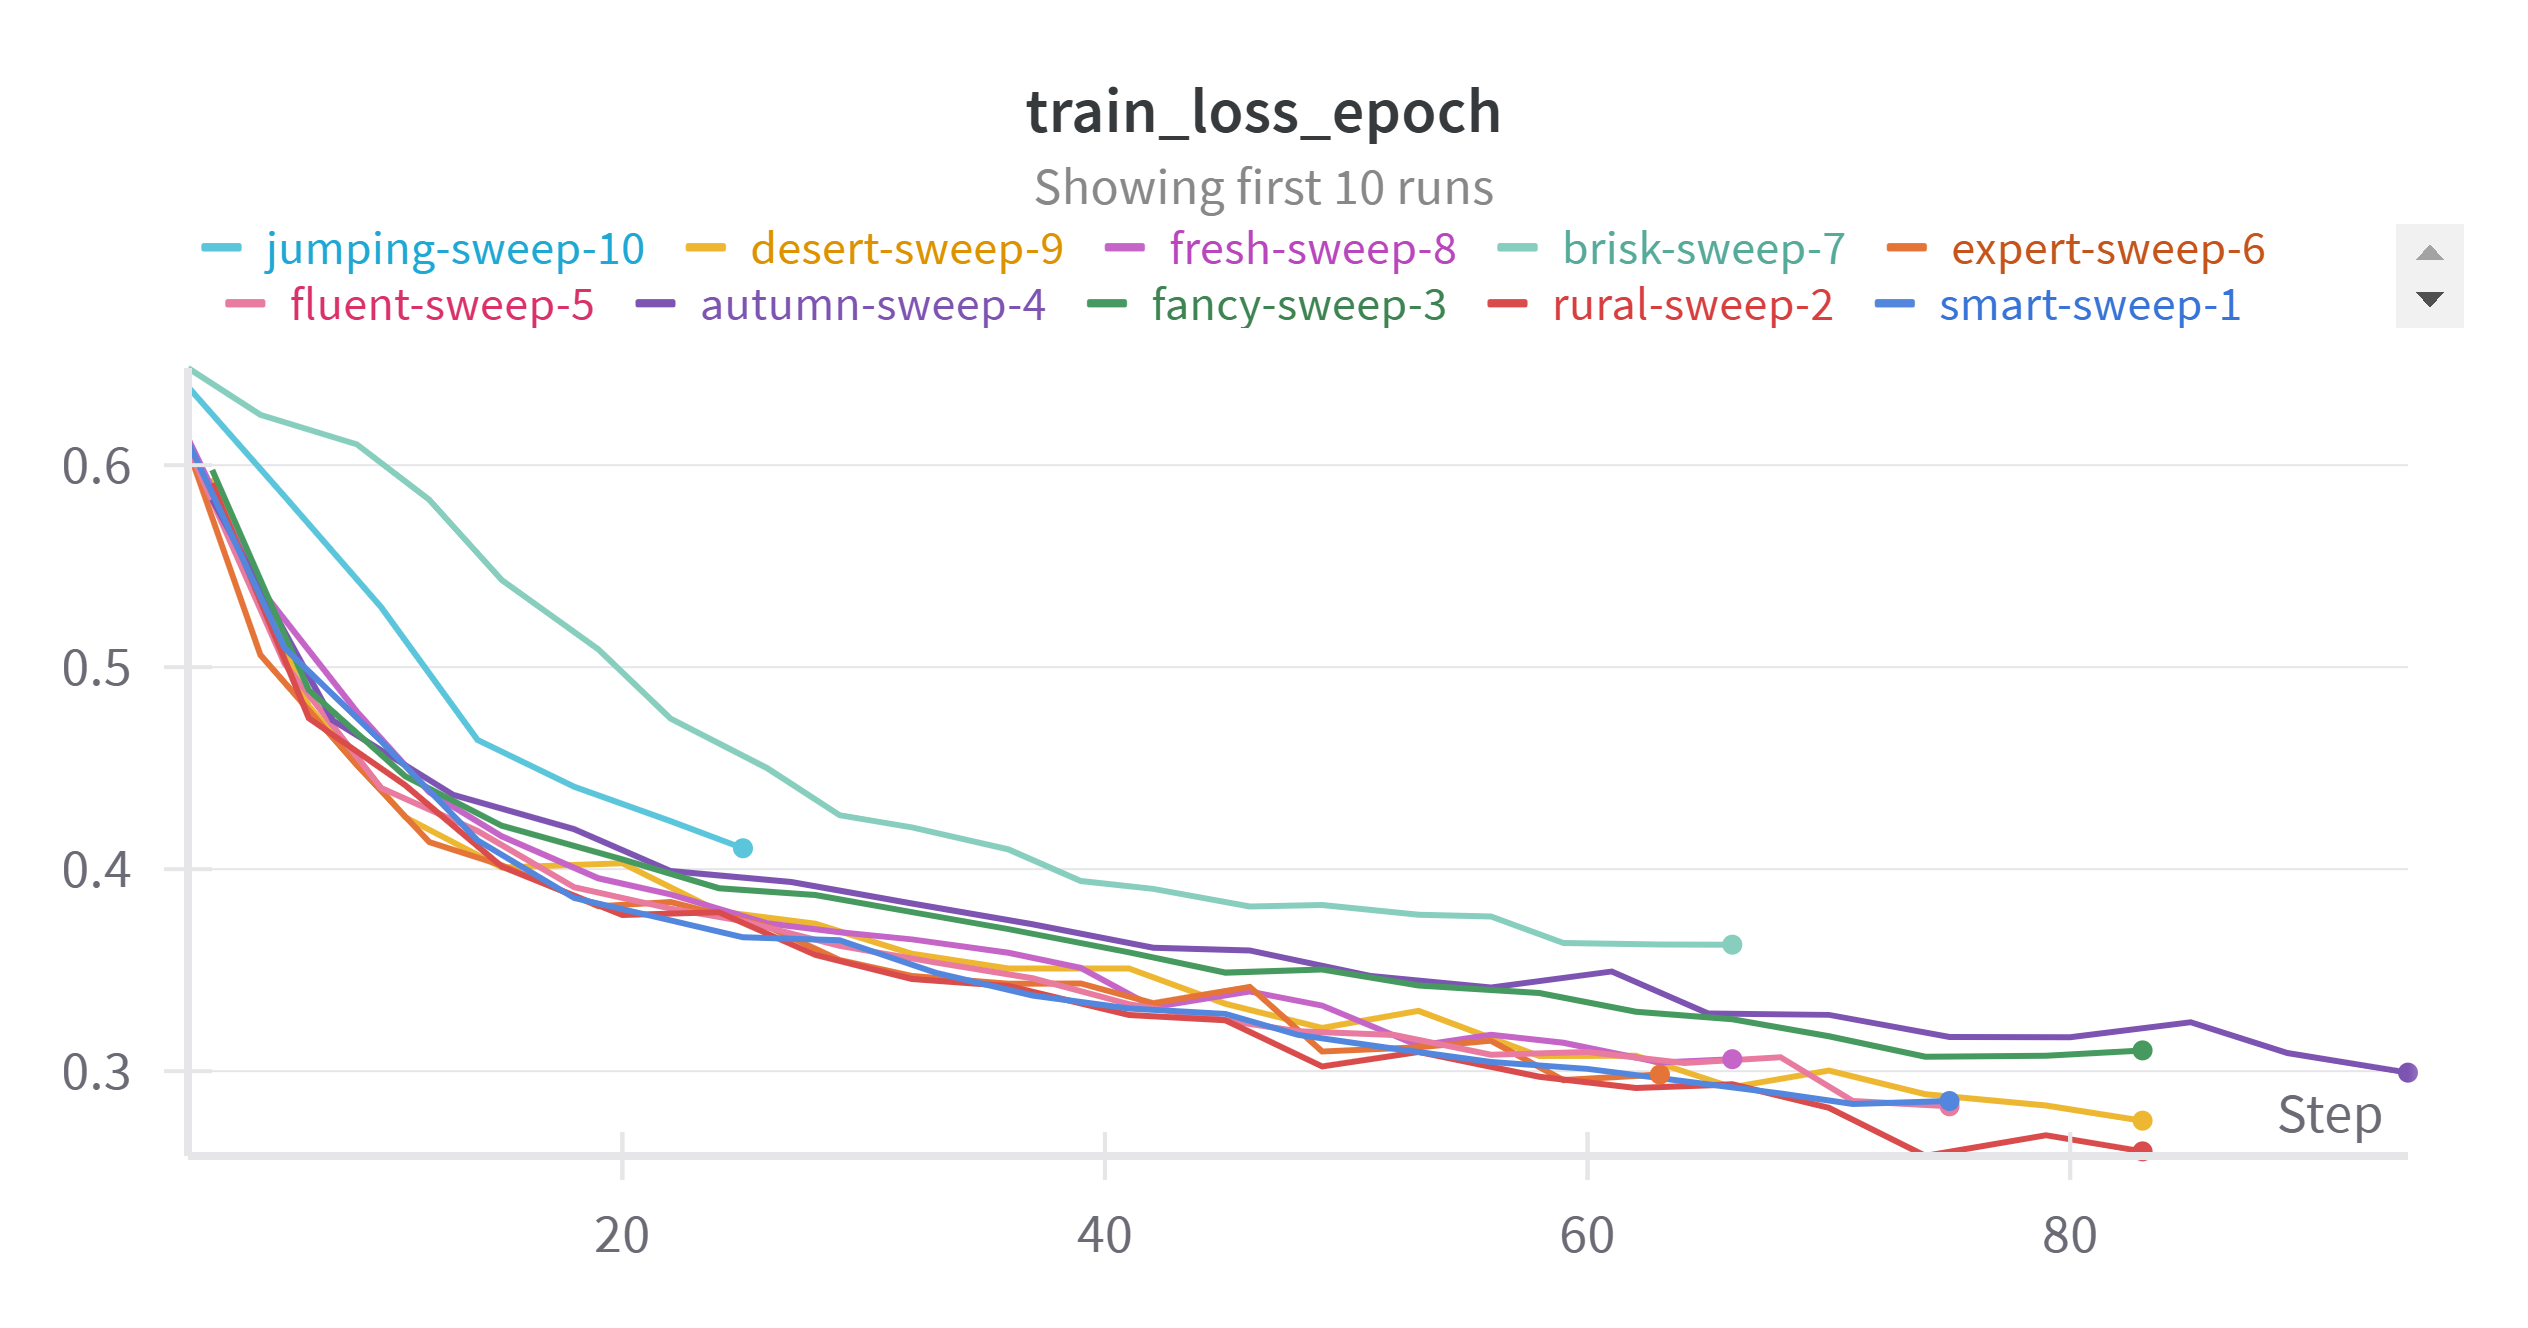 train_loss_epoch
Showing first 10 runs
jumping-sweep-10 desert-sweep-9 fresh-sweep-8 brisk-sweep-7 expert-sweep-6
fluent-sweep-5 autumn-sweep-4 fancy-sweep-3 rural-sweep-2 smart-sweep-1
0.6
0.5
0.4
0.3
Step
20 40 60 80